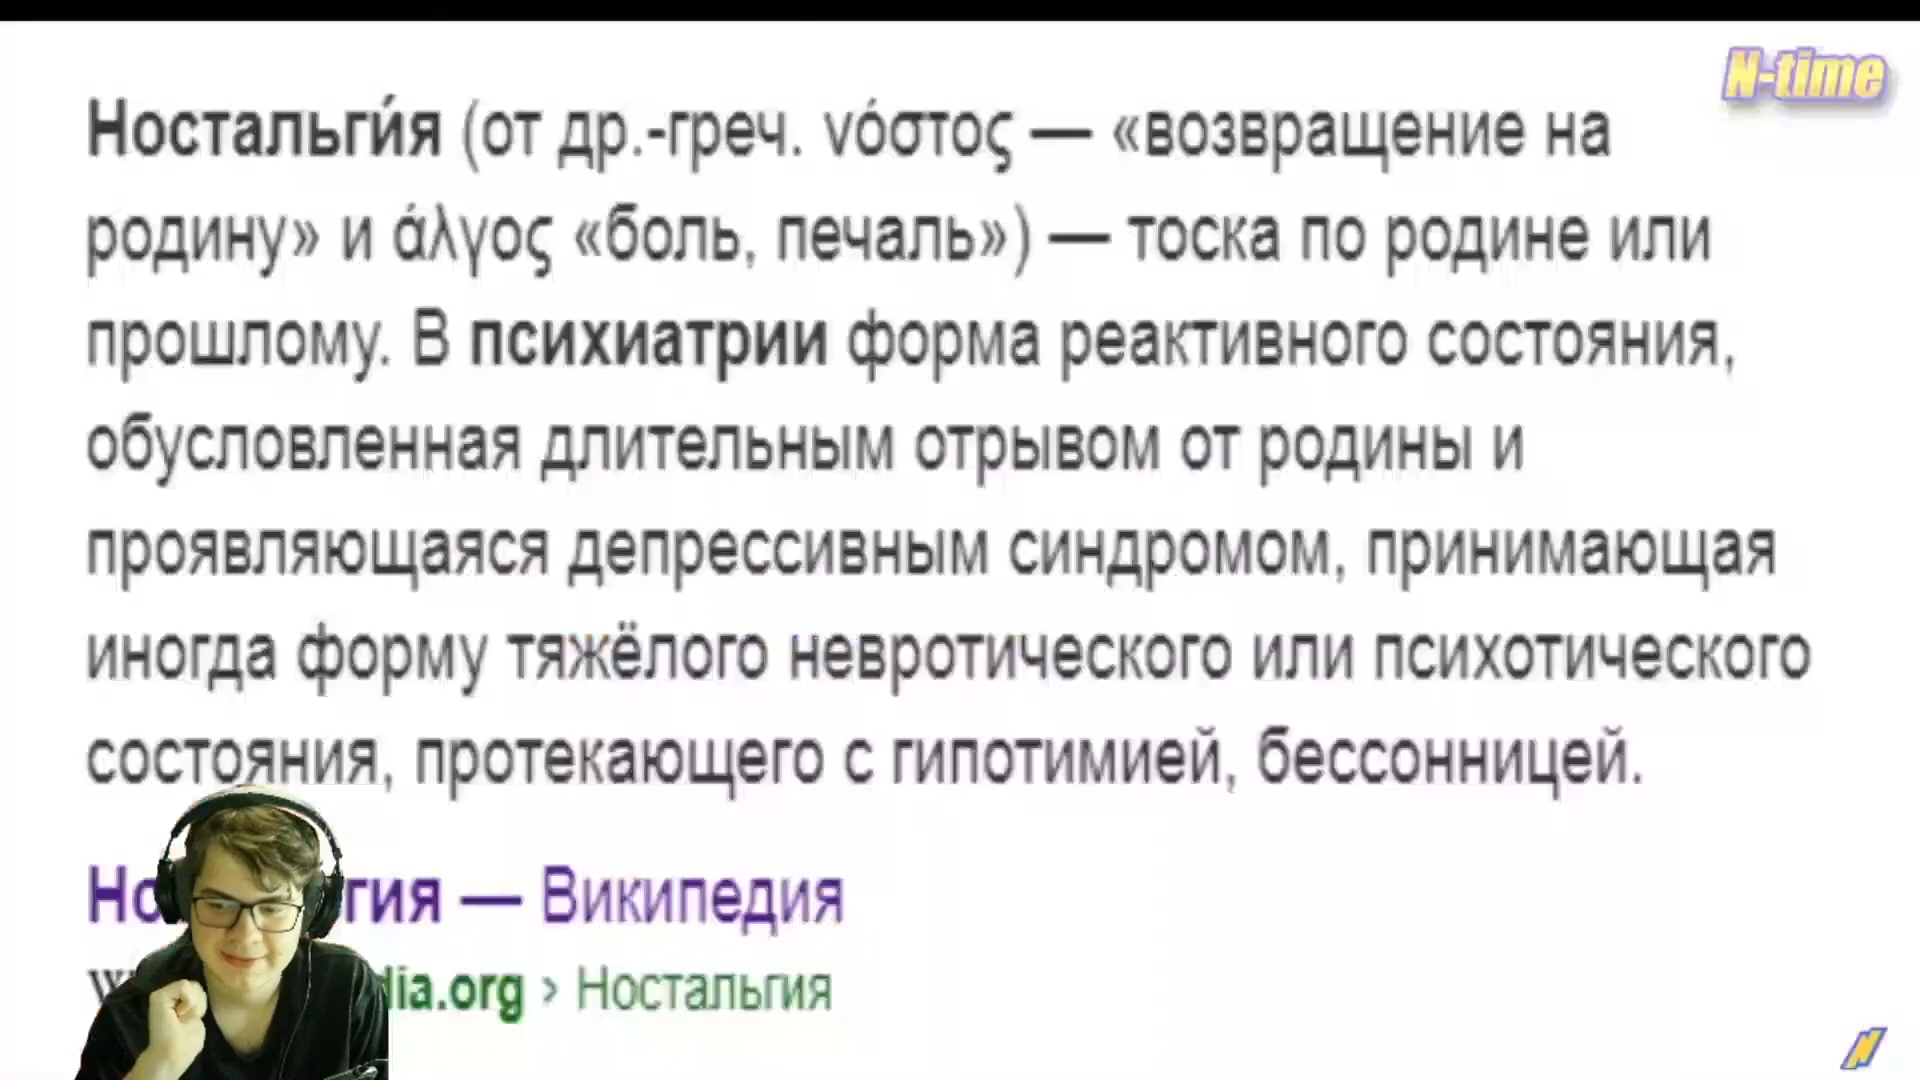 N-time
Ностальги́я (от др.-греч. νόστος — «возвращение на
родину» и άλγος «боль, печаль») — тоска по родине или
прошлому. В психиатрии форма реактивного состояния,
обусловленная длительным отрывом от родины и
проявляющаяся депрессивным синдромом, принимающая
иногда форму тяжёлого невротического или психотического
состояния, протекающего с гипотимией, бессонницей.
— Википедия
dia.org › Ностальгия
N